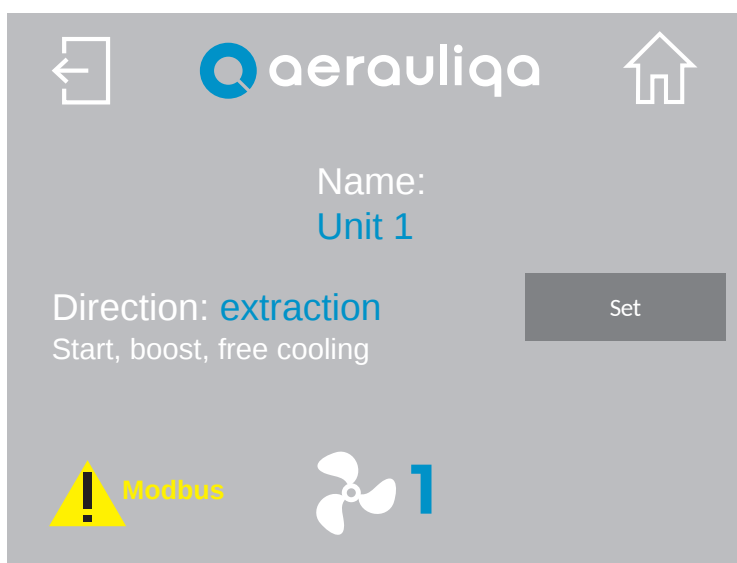 aerauliqa
Name:
Unit 1
Direction: extraction
Set
Start, boost, free cooling
Modbus
1